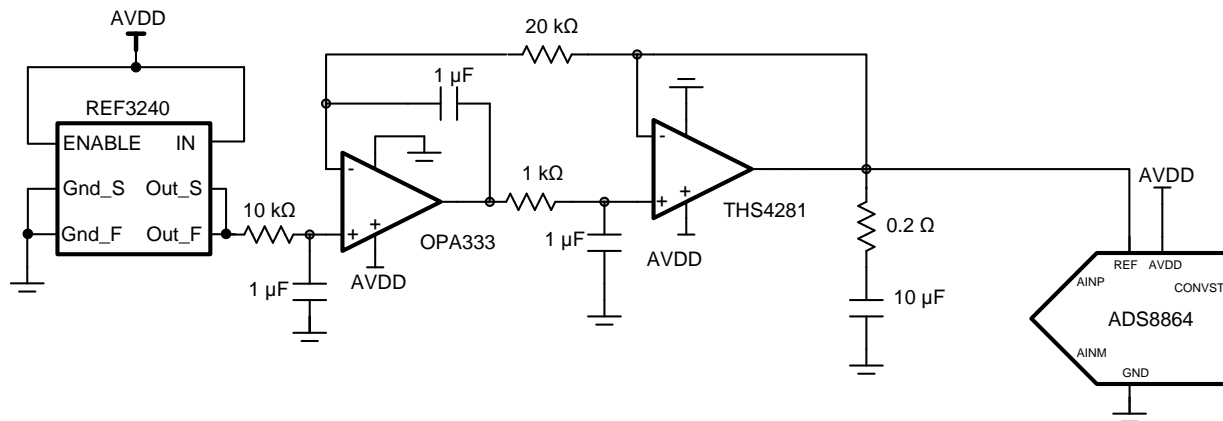 AVDD
REF3240
ENABLE IN
Gnd_S Out_S
Gnd_F Out_F
10 kΩ
1 µF
20 kΩ
1 µF
-
+
+
OPA333
AVDD
1 kΩ
1 µF
-
+
+
THS4281
AVDD
0.2 Ω
10 µF
AVDD
REF AVDD
AINP CONVST
ADS8864
AINM
GND